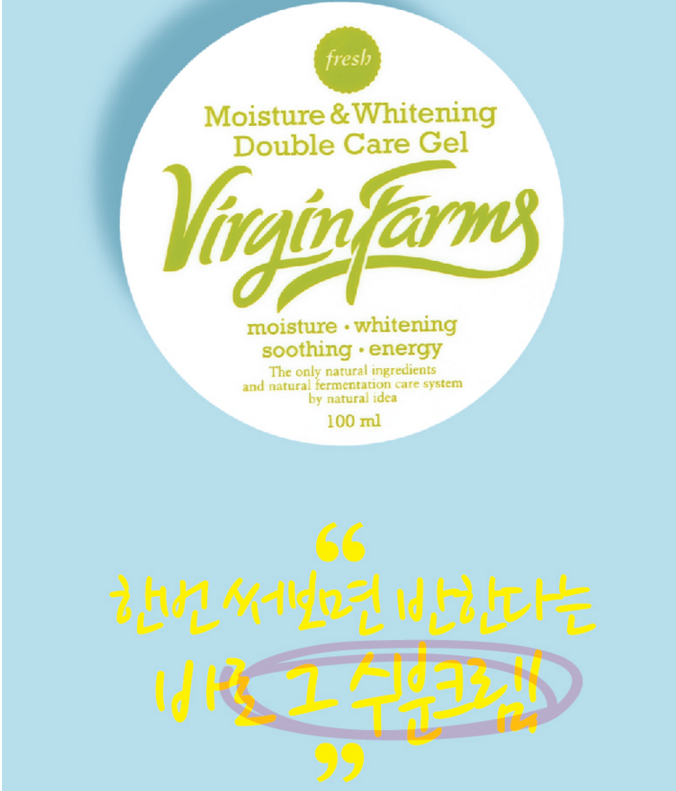 fresh
Moisture & Whitening
Double Care Gel
Virgin Farms
moisture · whitening
soothing · energy
The only natural ingredients
and natural fermentation care system
by natural idea
100 ml
“
한번 써보면 반한다는
바로 그 수분크림!
”